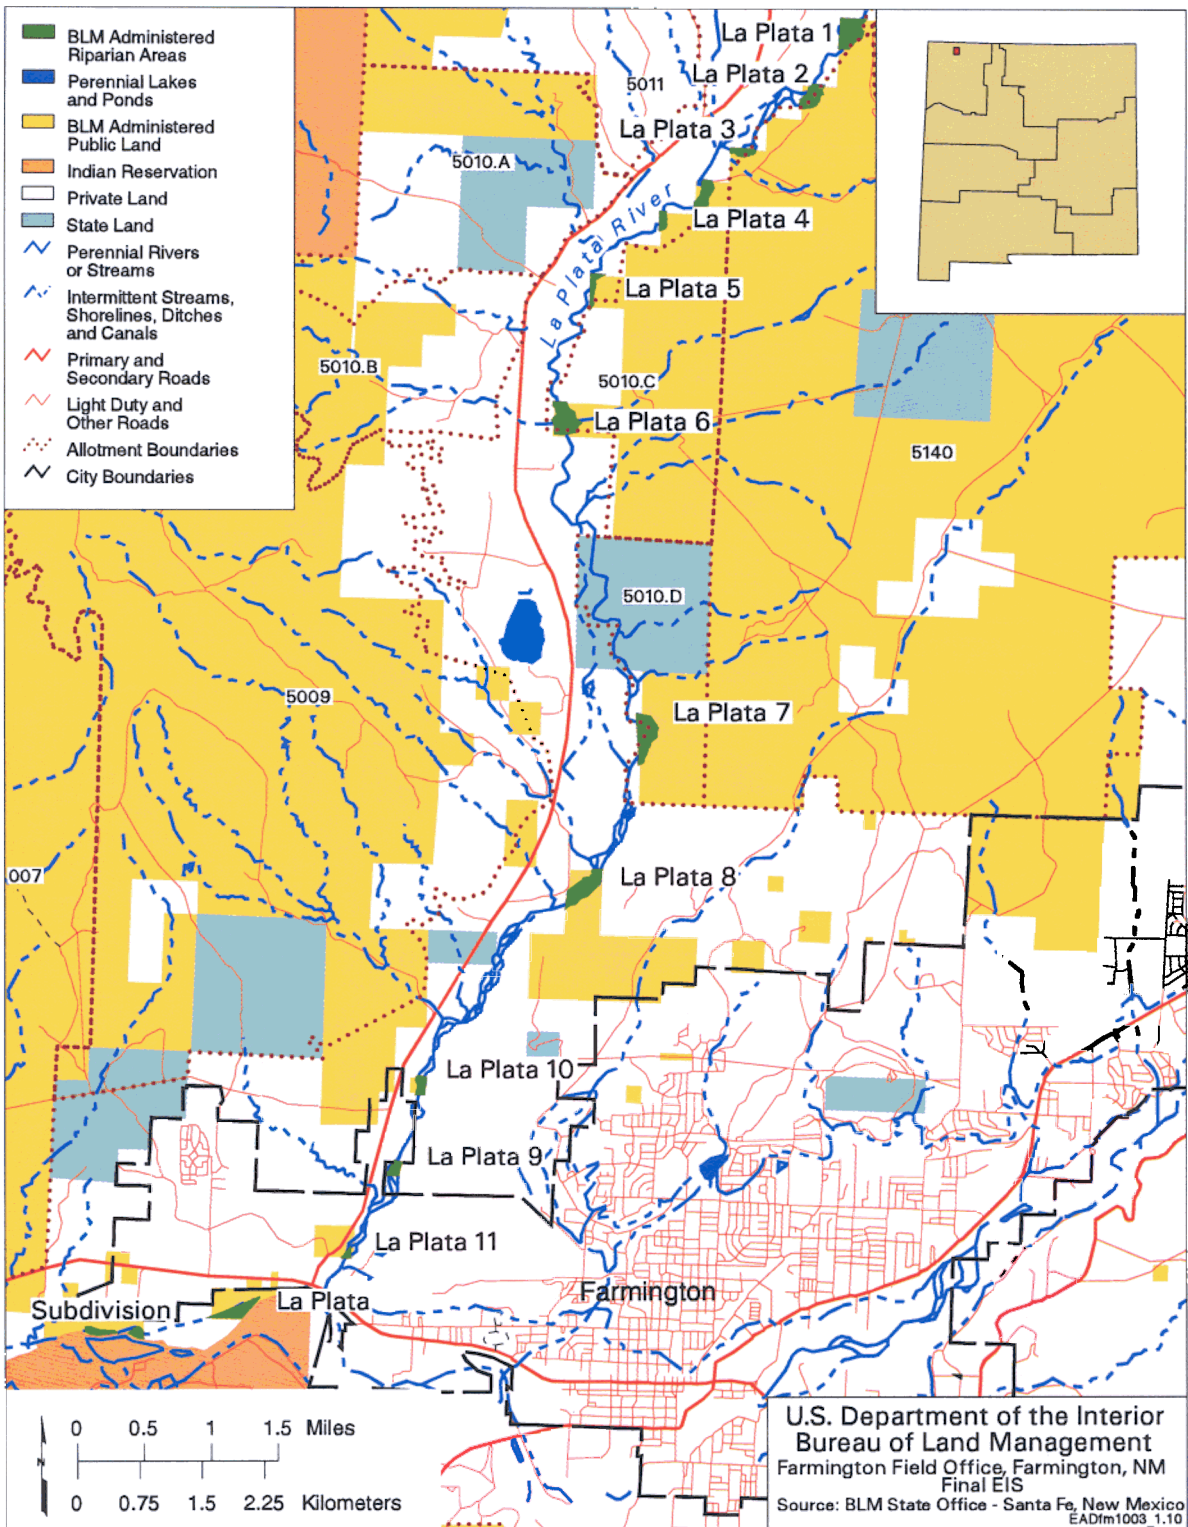 BLM Administered
Riparian Areas
Perennial Lakes
and Ponds
BLM Administered
Public Land
Indian Reservation
Private Land
State Land
Perennial Rivers
or Streams
Intermittent Streams,
Shorelines, Ditches
and Canals
Primary and
Secondary Roads
Light Duty and
Other Roads
Allotment Boundaries
City Boundaries
La Plata 1
La Plata 2
5011
La Plata 3
5010.A
La Plata River
La Plata 4
La Plata 5
5010.B
5010.C
La Plata 6
5140
5010.D
5009
La Plata 7
007
La Plata 8
La Plata 10
La Plata 9
La Plata 11
Farmington
La Plata
Subdivision
0 0.5 1 1.5 Miles
N
0 0.75 1.5 2.25 Kilometers
U.S. Department of the Interior
Bureau of Land Management
Farmington Field Office, Farmington, NM
Final EIS
Source: BLM State Office - Santa Fe, New Mexico
EADfm1003_1.10